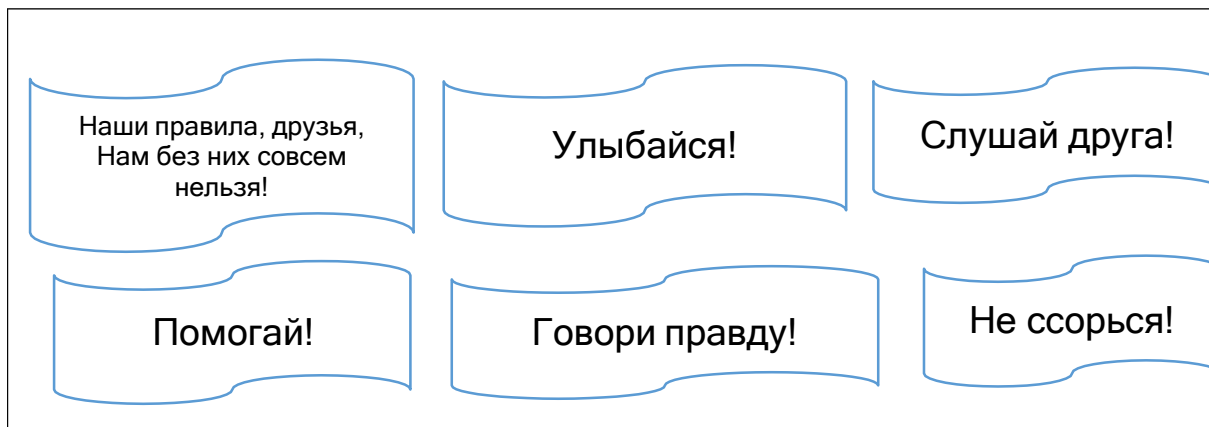 Наши правила, друзья,
Нам без них совсем
нельзя!
Улыбайся!
Слушай друга!
Помогай!
Говори правду!
Не ссорься!